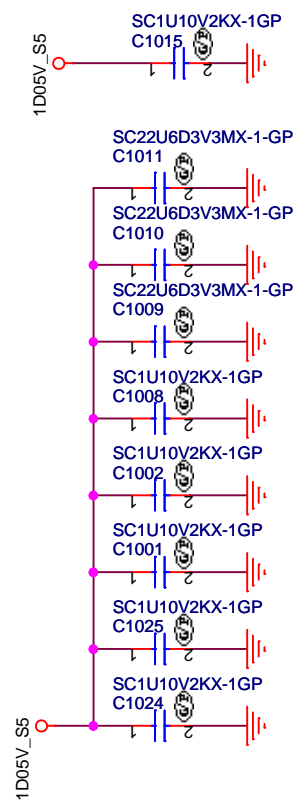 SC1U10V2KX-1GP
C1015
1
2
1D05V_S5
SC22U6D3V3MX-1-GP
C1011
1
2
SC22U6D3V3MX-1-GP
C1010
1
2
SC22U6D3V3MX-1-GP
C1009
1
2
SC1U10V2KX-1GP
C1008
1
2
SC1U10V2KX-1GP
C1002
1
2
SC1U10V2KX-1GP
C1001
1
2
SC1U10V2KX-1GP
C1025
1
2
SC1U10V2KX-1GP
C1024
1
2
1D05V_S5